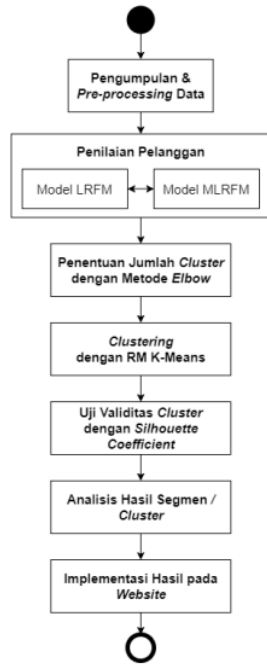 Pengumpulan &
Pre-processing Data
Penilaian Pelanggan
Model LRFM
Model MLRFM
Penentuan Jumlah Cluster
dengan Metode Elbow
Clustering
dengan RM K-Means
Uji Validitas Cluster
dengan Silhouette
Coefficient
Analisis Hasil Segmen /
Cluster
Implementasi Hasil pada
Website